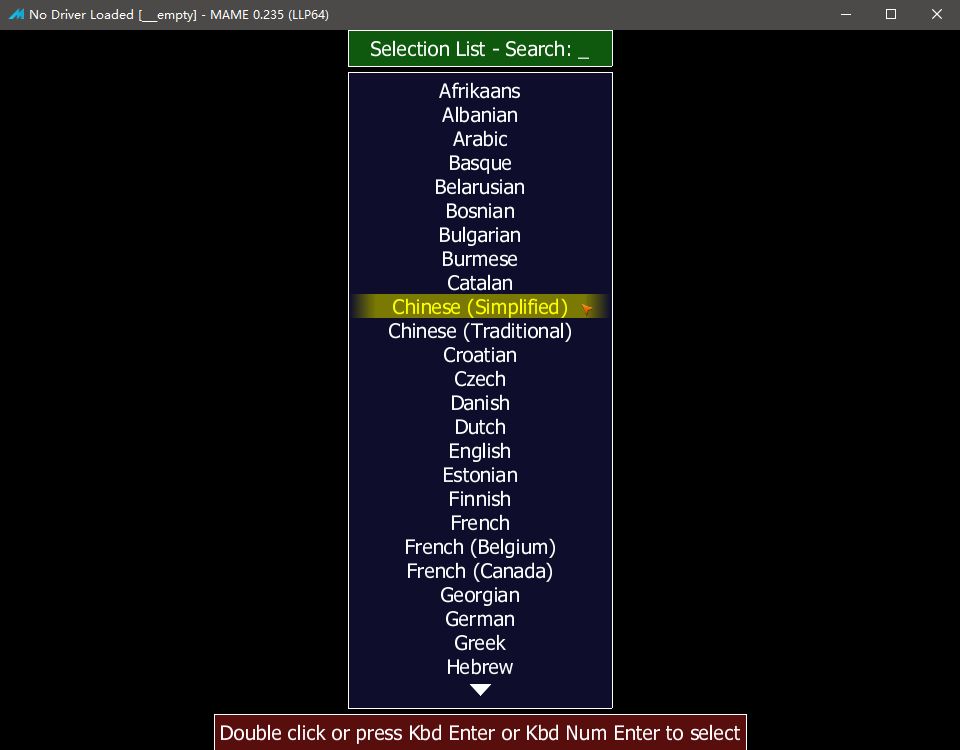 No Driver Loaded [___empty] - MAME 0.235 (LLP64)
Selection List - Search: _
Afrikaans
Albanian
Arabic
Basque
Belarusian
Bosnian
Bulgarian
Burmese
Catalan
Chinese (Simplified)
Chinese (Traditional)
Croatian
Czech
Danish
Dutch
English
Estonian
Finnish
French
French (Belgium)
French (Canada)
Georgian
German
Greek
Hebrew
Double click or press Kbd Enter or Kbd Num Enter to select